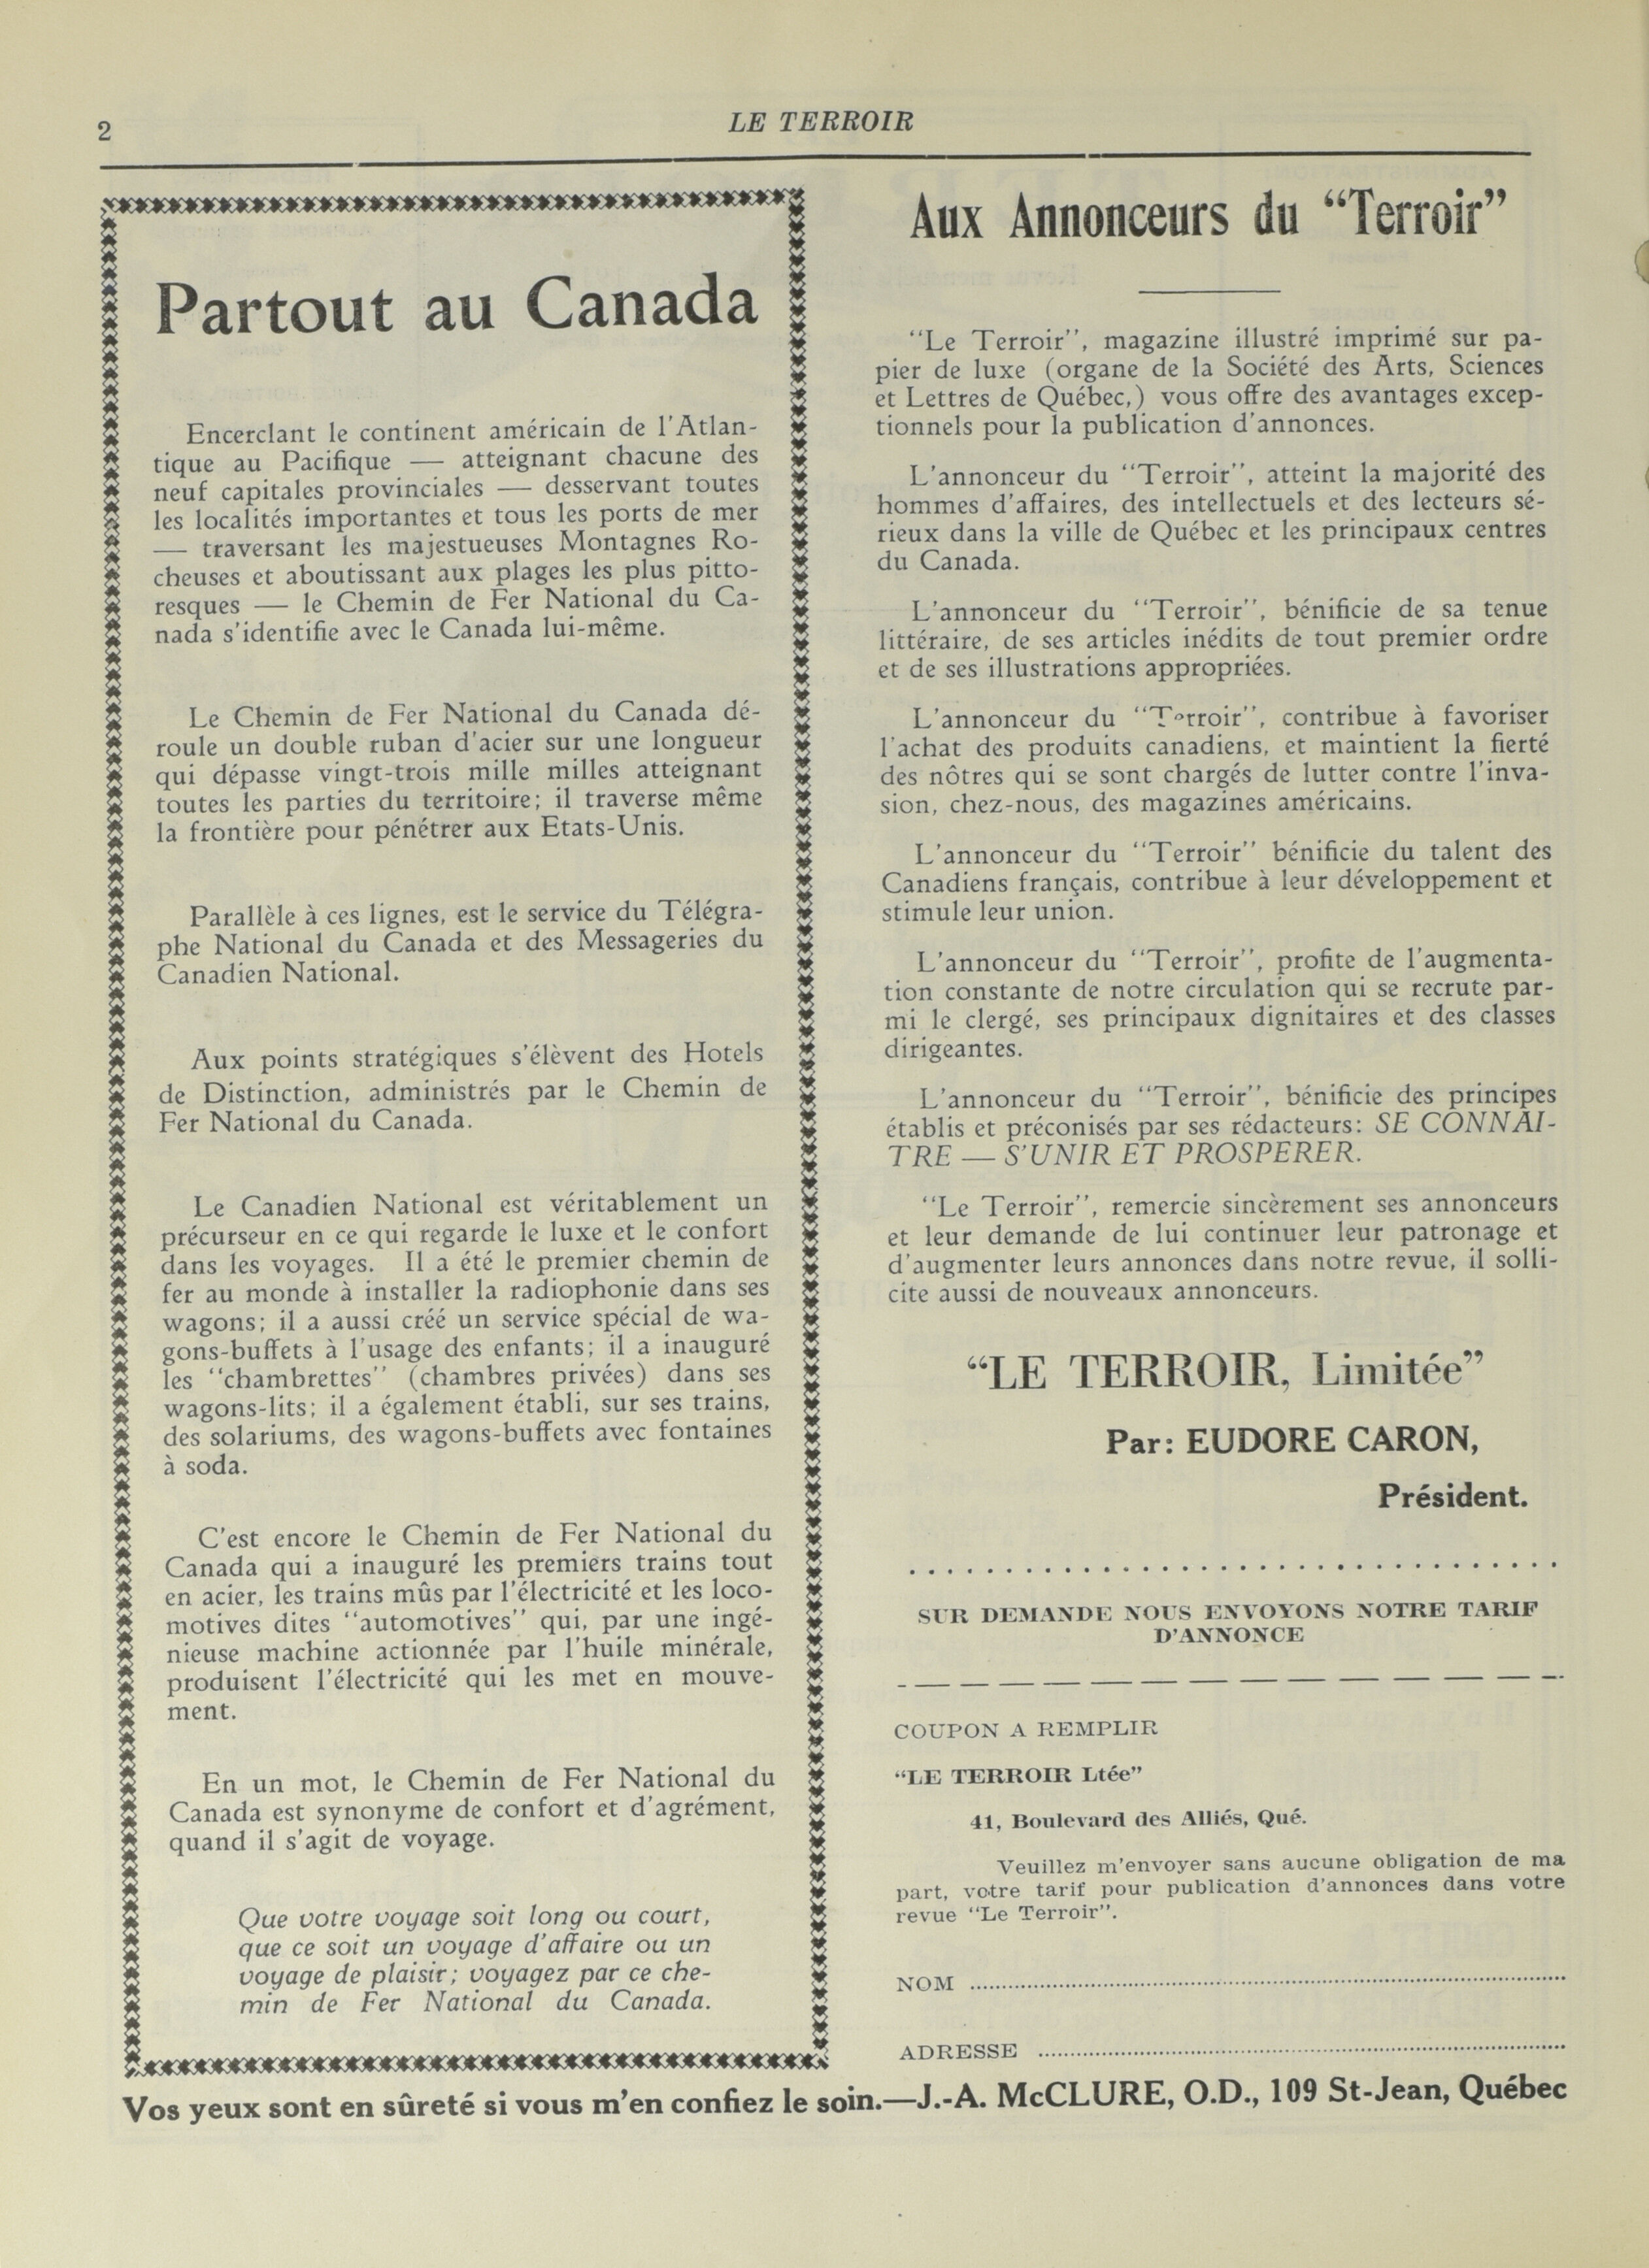 2
LE TERROIR
Partout au Canada
Encerclant le continent américain de l'Atlan-
tique au Pacifique — atteignant chacune des
neuf capitales provinciales — desservant toutes
les localités importantes et tous les ports de mer
— traversant les majestueuses Montagnes Ro-
cheuses et aboutissant aux plages les plus pitto-
resques — le Chemin de Fer National du Ca-
nada s'identifie avec le Canada lui-même.
Le Chemin de Fer National du Canada dé-
roule un double ruban d'acier sur une longueur
qui dépasse vingt-trois mille milles atteignant
toutes les parties du territoire; il traverse même
la frontière pour pénétrer aux Etats-Unis.
Parallèle à ces lignes, est le service du Télégra-
phe National du Canada et des Messageries du
Canadien National.
Aux points stratégiques s'élèvent des Hotels
de Distinction, administrés par le Chemin de
Fer National du Canada.
Le Canadien National est véritablement un
précurseur en ce qui regarde le luxe et le confort
dans les voyages. Il a été le premier chemin de
fer au monde à installer la radiophonie dans ses
wagons; il a aussi créé un service spécial de wa-
gons-buffets à l'usage des enfants; il a inauguré
les "chambrettes" (chambres privées) dans ses
wagons-lits; il a également établi, sur ses trains,
des solariums, des wagons-buffets avec fontaines
à soda.
C'est encore le Chemin de Fer National du
Canada qui a inauguré les premiers trains tout
en acier, les trains mûs par l'électricité et les loco-
motives dites "automotives" qui, par une ingé-
nieuse machine actionnée par l'huile minérale,
produisent l'électricité qui les met en mouve-
ment.
En un mot, le Chemin de Fer National du
Canada est synonyme de confort et d'agrément,
quand il s'agit de voyage.
Que votre voyage soit long ou court,
que ce soit un voyage d'affaire ou un
voyage de plaisir; voyagez par ce che-
min de Fer National du Canada.
Aux Annonceurs du "Terroir"
"Le Terroir", magazine illustré imprimé sur pa-
pier de luxe (organe de la Société des Arts, Sciences
et Lettres de Québec,) vous offre des avantages excep-
tionnels pour la publication d'annonces.
L'annonceur du "Terroir", atteint la majorité des
hommes d'affaires, des intellectuels et des lecteurs sé-
rieux dans la ville de Québec et les principaux centres
du Canada.
L'annonceur du "Terroir", bénificie de sa tenue
littéraire, de ses articles inédits de tout premier ordre
et de ses illustrations appropriées.
L'annonceur du "Terroir", contribue à favoriser
l'achat des produits canadiens, et maintient la fierté
des nôtres qui se sont chargés de lutter contre l'inva-
sion, chez-nous, des magazines américains.
L'annonceur du "Terroir" bénificie du talent des
Canadiens français, contribue à leur développement et
stimule leur union.
L'annonceur du "Terroir", profite de l'augmenta-
tion constante de notre circulation qui se recrute par-
mi le clergé, ses principaux dignitaires et des classes
dirigeantes.
L'annonceur du "Terroir", bénificie des principes
établis et préconisés par ses rédacteurs: SE CONNAI-
TRE — S'UNIR ET PROSPERER.
"Le Terroir", remercie sincèrement ses annonceurs
et leur demande de lui continuer leur patronage et
d'augmenter leurs annonces dans notre revue, il solli-
cite aussi de nouveaux annonceurs.
"LE TERROIR, Limitée"
Par: EUDORE CARON,
Président.
SUR DEMANDE NOUS ENVOYONS NOTRE TARIF
D'ANNONCE
COUPON A REMPLIR
"LE TERROIR Ltée"
41, Boulevard des Alliés, Qué.
Veuillez m'envoyer sans aucune obligation de ma
part, votre tarif pour publication d'annonces dans votre
revue "Le Terroir".
NOM
ADRESSE
Vos yeux sont en sûreté si vous m'en confiez le soin.—J.-A. McCLURE, O.D., 109 St-Jean, Québec